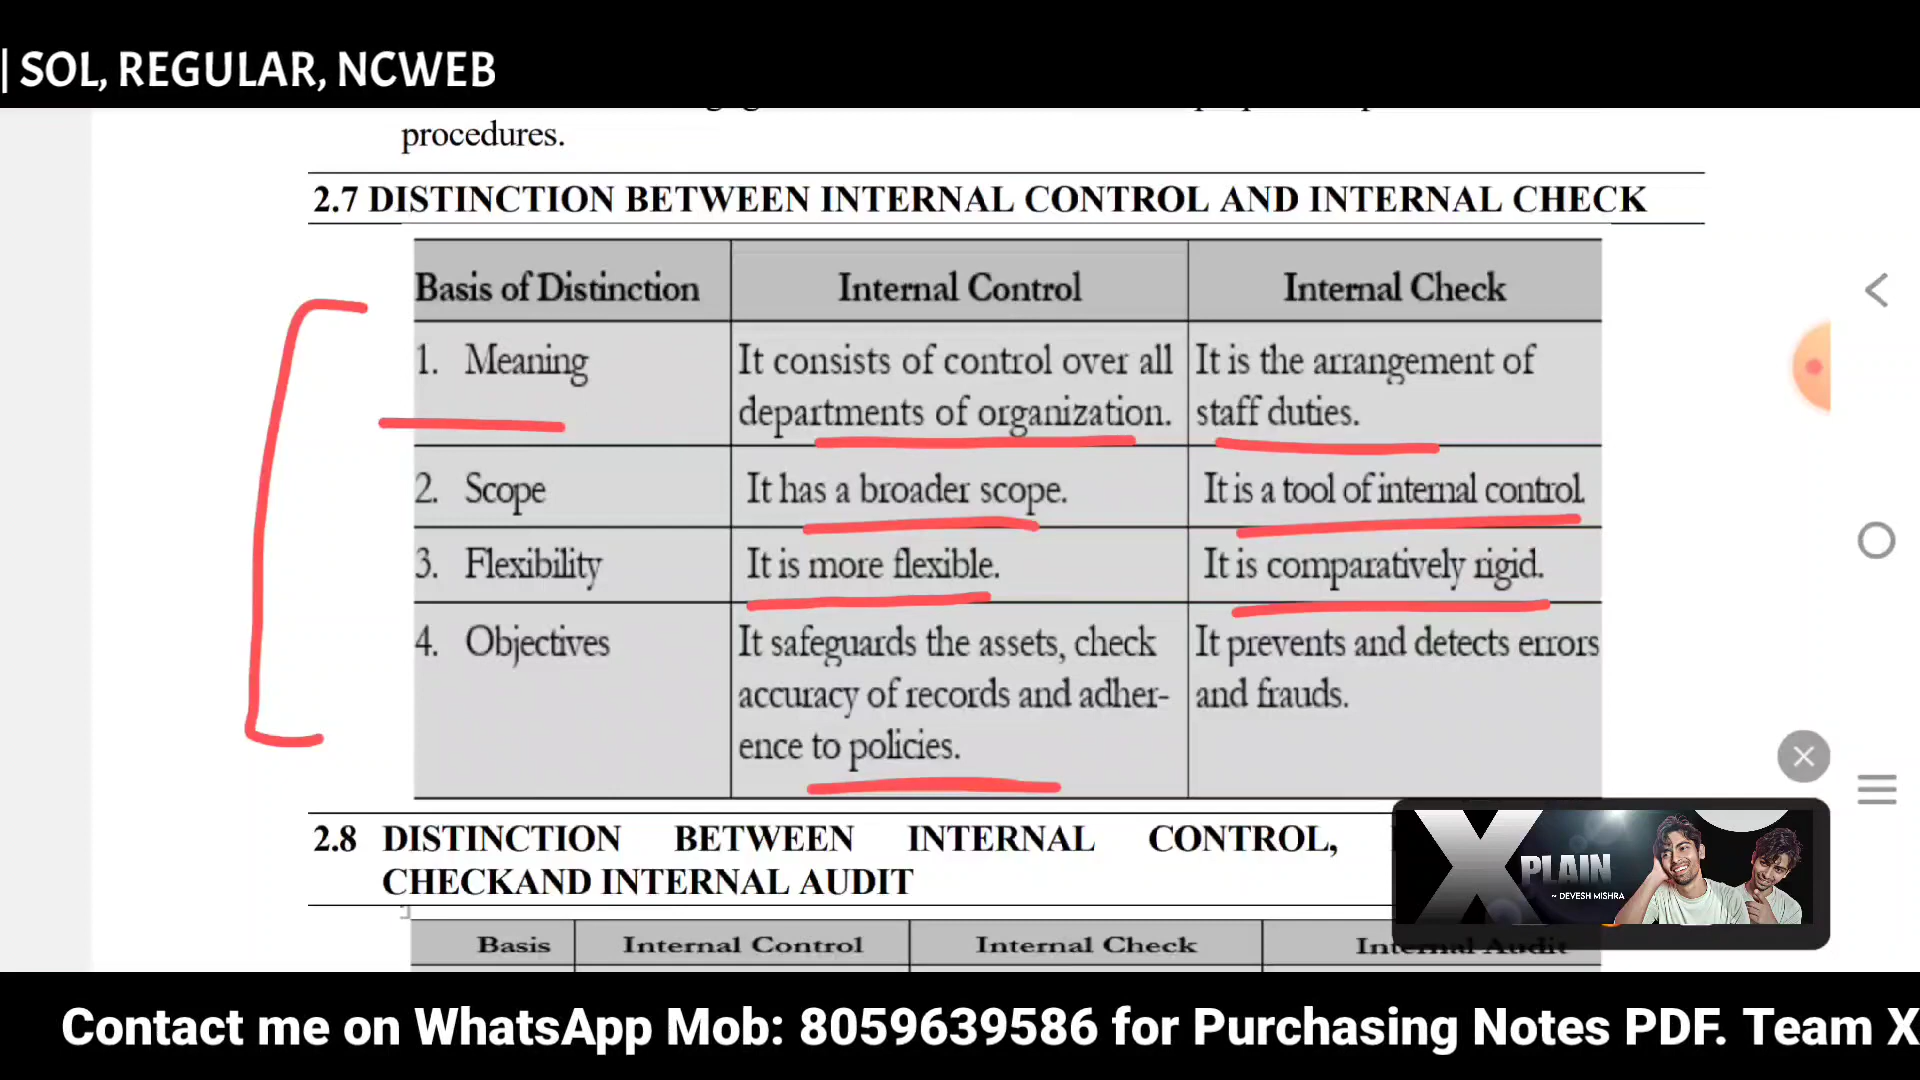 | SOL, REGULAR, NCWEB
procedures.
2.7 DISTINCTION BETWEEN INTERNAL CONTROL AND INTERNAL CHECK
Basis of Distinction Internal Control Internal Check
1. Meaning It consists of control over all It is the arrangement of
departments of organization. staff duties.
2. Scope It has a broader scope. It is a tool of internal control.
3. Flexibility It is more flexible. It is comparatively rigid.
4. Objectives It safeguards the assets, check It prevents and detects errors
accuracy of records and adher- and frauds.
ence to policies.
2.8 DISTINCTION BETWEEN INTERNAL CONTROL,
CHECKAND INTERNAL AUDIT
XPLAIN
~ DEVESH MISHRA
Basis Internal Control Internal Check Internal Audit
Contact me on WhatsApp Mob: 8059639586 for Purchasing Notes PDF. Team X